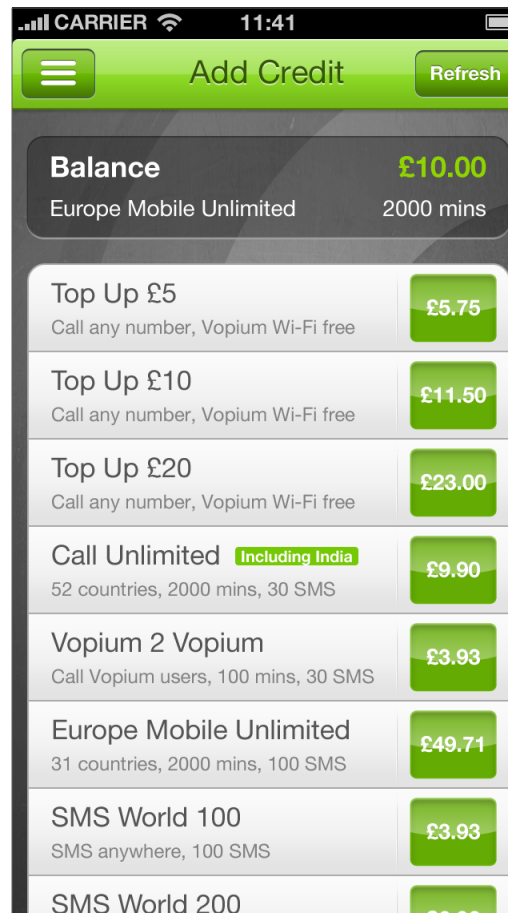 CARRIER 11:41
Add Credit
Refresh
Balance £10.00
Europe Mobile Unlimited 2000 mins
Top Up £5
Call any number, Vopium Wi-Fi free
£5.75
Top Up £10
Call any number, Vopium Wi-Fi free
£11.50
Top Up £20
Call any number, Vopium Wi-Fi free
£23.00
Call Unlimited Including India
52 countries, 2000 mins, 30 SMS
£9.90
Vopium 2 Vopium
Call Vopium users, 100 mins, 30 SMS
£3.93
Europe Mobile Unlimited
31 countries, 2000 mins, 100 SMS
£49.71
SMS World 100
SMS anywhere, 100 SMS
£3.93
SMS World 200